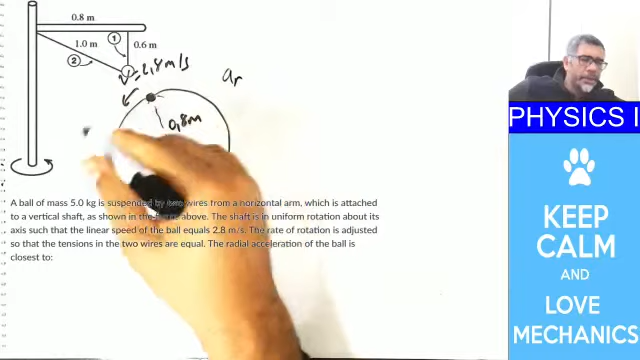 0.8 m
①
1.0 m
0.6 m
②
2,8 m/s
ar
0,8m
A ball of mass 5.0 kg is suspended by two wires from a horizontal arm, which is attached
to a vertical shaft, as shown in the figure above. The shaft is in uniform rotation about its
axis such that the linear speed of the ball equals 2.8 m/s. The rate of rotation is adjusted
so that the tensions in the two wires are equal. The radial acceleration of the ball is
closest to:
PHYSICS I
KEEP
CALM
AND
LOVE
MECHANICS